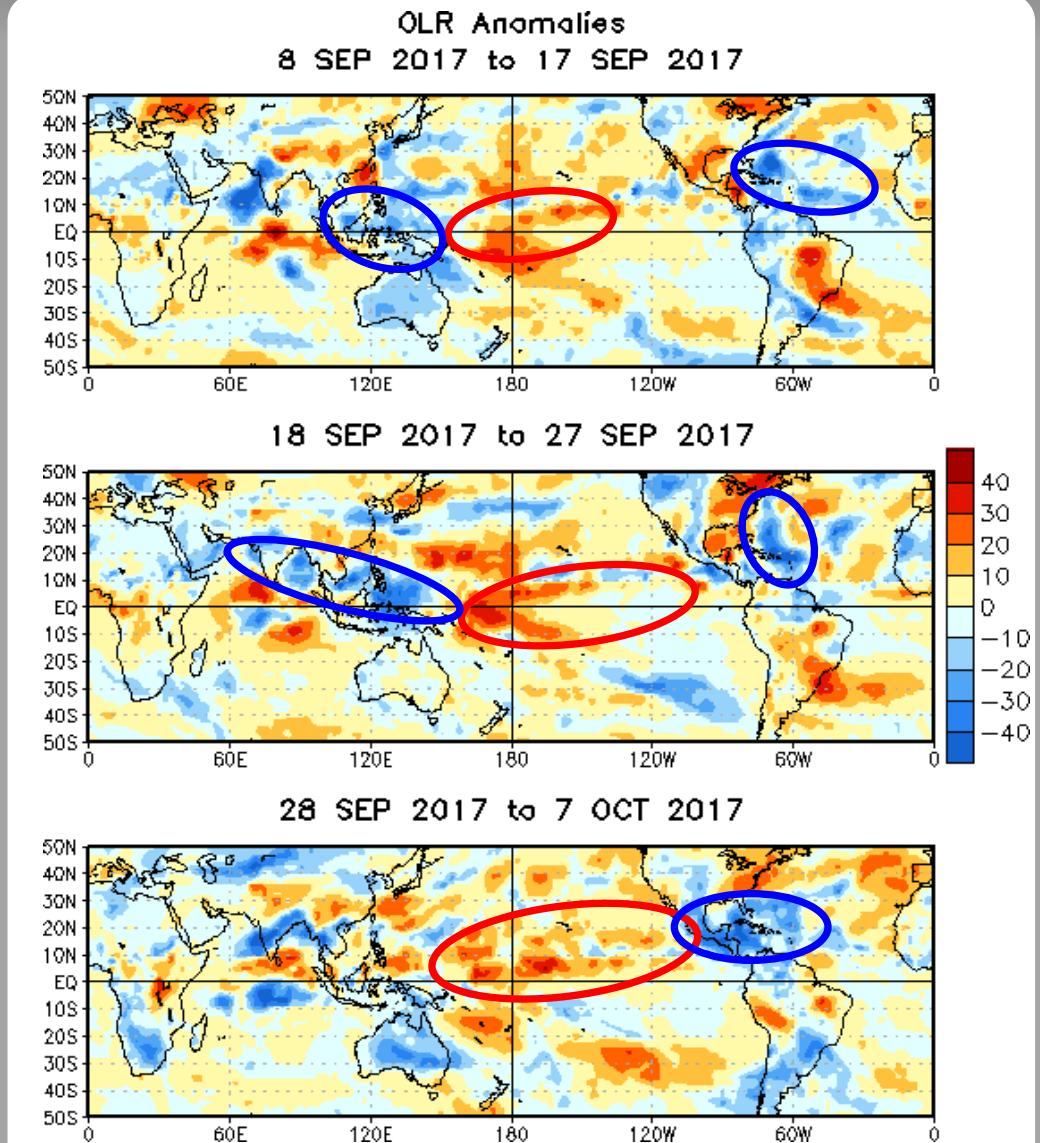 OLR Anomalies
8 SEP 2017 to 17 SEP 2017
50N
40N
30N
20N
10N
EQ
10S
20S
30S
40S
50S
0 60E 120E 180 120W 60W 0
18 SEP 2017 to 27 SEP 2017
50N
40N
30N
20N
10N
EQ
10S
20S
30S
40S
50S
0 60E 120E 180 120W 60W 0
40
30
20
10
0
−10
−20
−30
−40
28 SEP 2017 to 7 OCT 2017
50N
40N
30N
20N
10N
EQ
10S
20S
30S
40S
50S
0 60E 120E 180 120W 60W 0